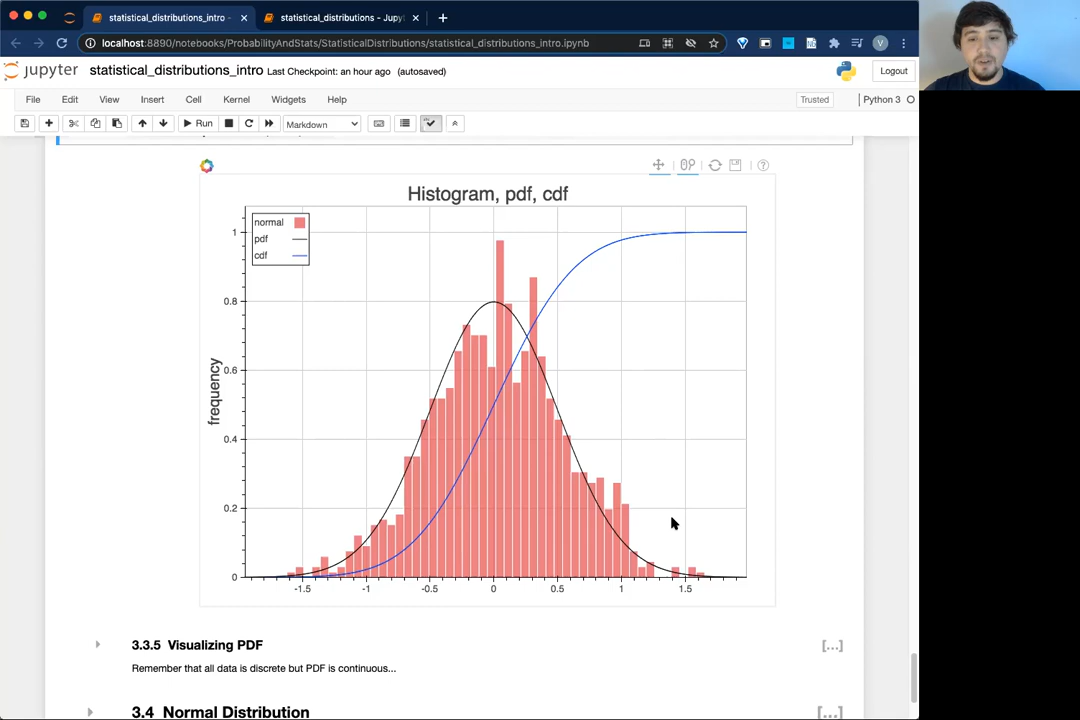 statistical_distributions_intro -
statistical_distributions - Jupyt
localhost:8890/notebooks/ProbabilityAndStats/StatisticalDistributions/statistical_distributions_intro.ipynb
V
jupyter statistical_distributions_intro Last Checkpoint: an hour ago (autosaved)
Logout
File Edit View Insert Cell Kernel Widgets Help
Trusted Python 3
Run Markdown
Histogram, pdf, cdf
normal
pdf
cdf
1
0.8
0.6
0.4
0.2
0
frequency
-1.5 -1 -0.5 0 0.5 1 1.5
3.3.5 Visualizing PDF [...]
Remember that all data is discrete but PDF is continuous...
3.4 Normal Distribution [...]